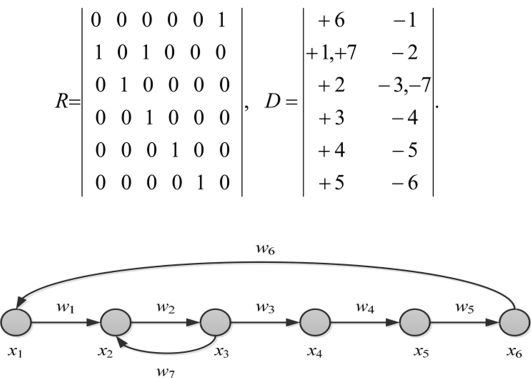 0 0 0 0 0 1 +6 −1
1 0 1 0 0 0 +1,+7 −2
0 1 0 0 0 0 +2 −3,−7
R= , D = .
0 0 1 0 0 0 +3 −4
0 0 0 1 0 0 +4 −5
0 0 0 0 1 0 +5 −6
w6
w1 w2 w3 w4 w5
x1 x2 x3 x4 x5 x6
w7